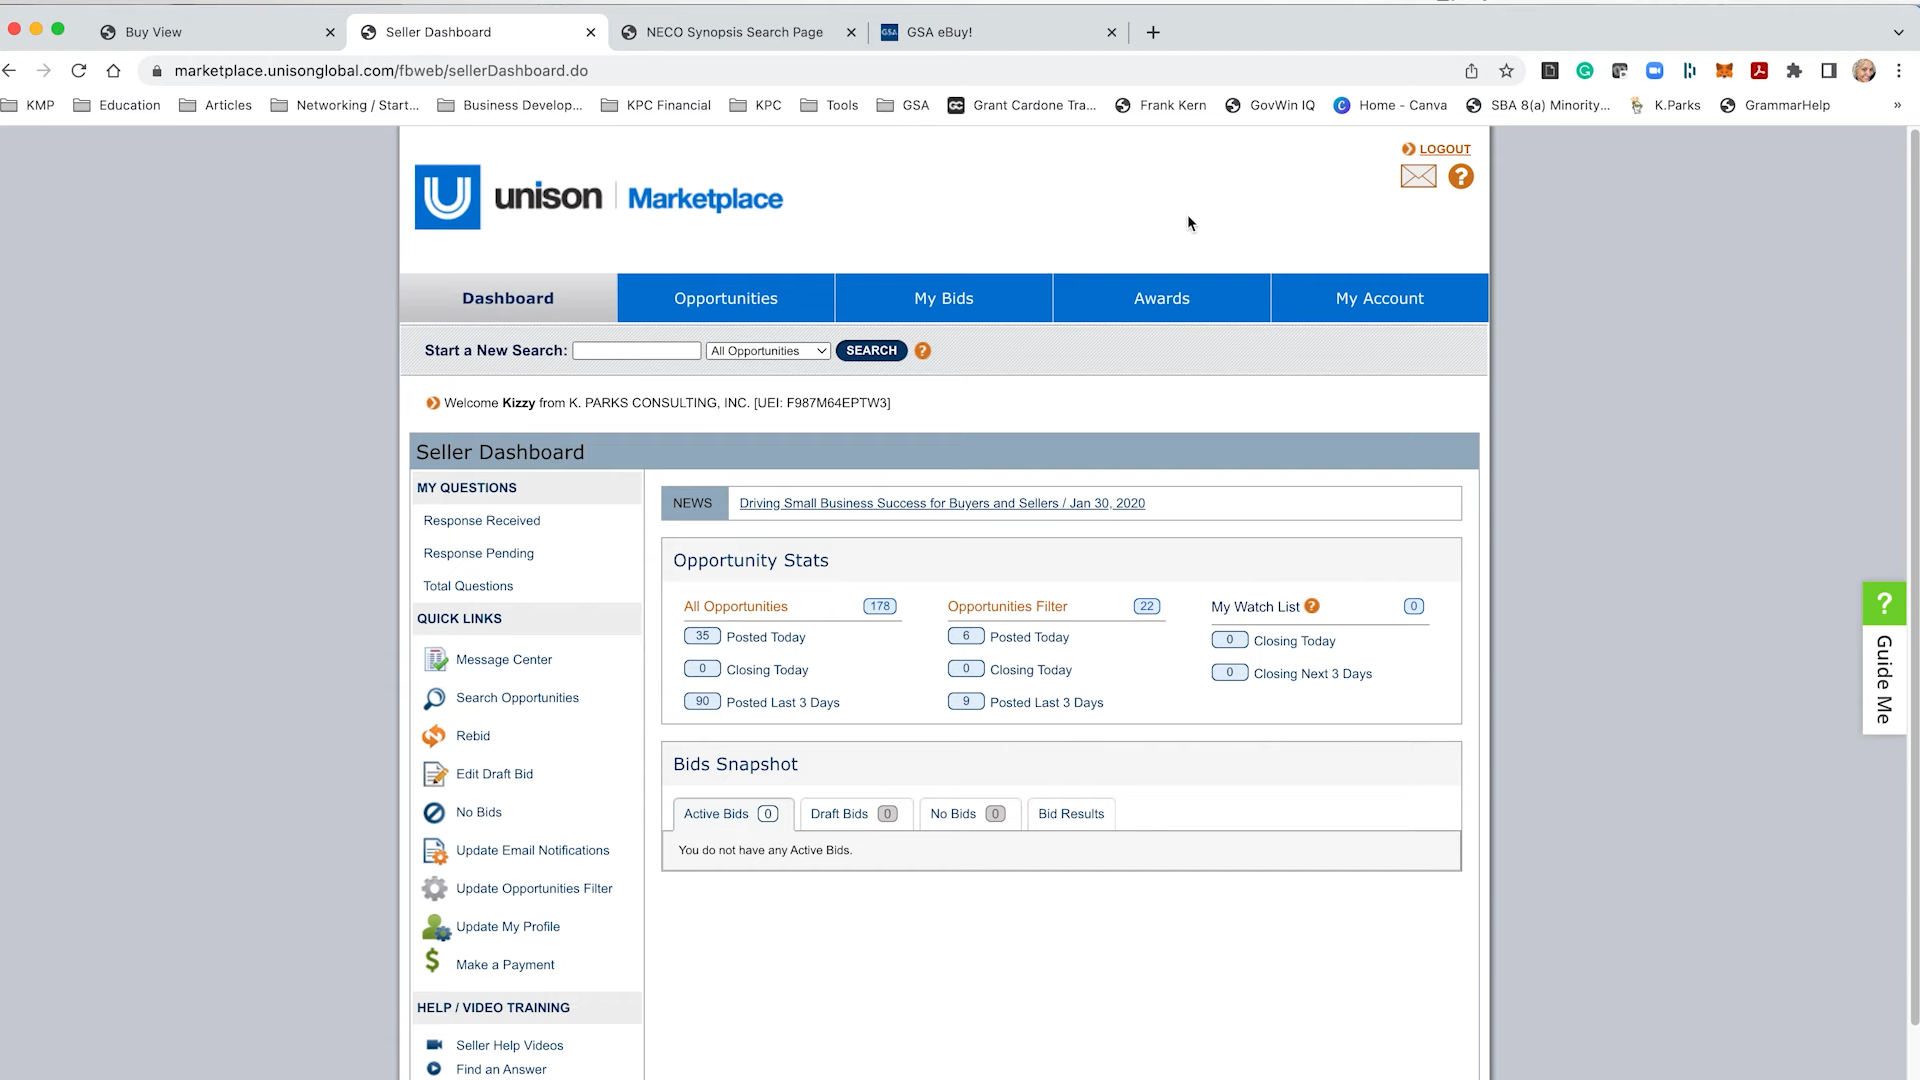 Buy View
Seller Dashboard
NECO Synopsis Search Page
GSA
GSA eBuy!
marketplace.unisonglobal.com/fbweb/sellerDashboard.do
KMP
Education
Articles
Networking / Start...
Business Develop...
KPC Financial
KPC
Tools
GSA
Grant Cardone Tra...
Frank Kern
GovWin IQ
Home - Canva
SBA 8(a) Minority...
K.Parks
GrammarHelp
»
LOGOUT
unison Marketplace
Dashboard
Opportunities
My Bids
Awards
My Account
Start a New Search:
All Opportunities
SEARCH
Welcome Kizzy from K. PARKS CONSULTING, INC. [UEI: F987M64EPTW3]
Seller Dashboard
MY QUESTIONS
Response Received
Response Pending
Total Questions
QUICK LINKS
Message Center
Search Opportunities
Rebid
Edit Draft Bid
No Bids
Update Email Notifications
Update Opportunities Filter
Update My Profile
Make a Payment
HELP / VIDEO TRAINING
Seller Help Videos
Find an Answer
NEWS
Driving Small Business Success for Buyers and Sellers / Jan 30, 2020
Opportunity Stats
All Opportunities 178
35 Posted Today
0 Closing Today
90 Posted Last 3 Days
Opportunities Filter 22
6 Posted Today
0 Closing Today
9 Posted Last 3 Days
My Watch List ? 0
0 Closing Today
0 Closing Next 3 Days
Bids Snapshot
Active Bids 0
Draft Bids 0
No Bids 0
Bid Results
You do not have any Active Bids.
?
Guide Me